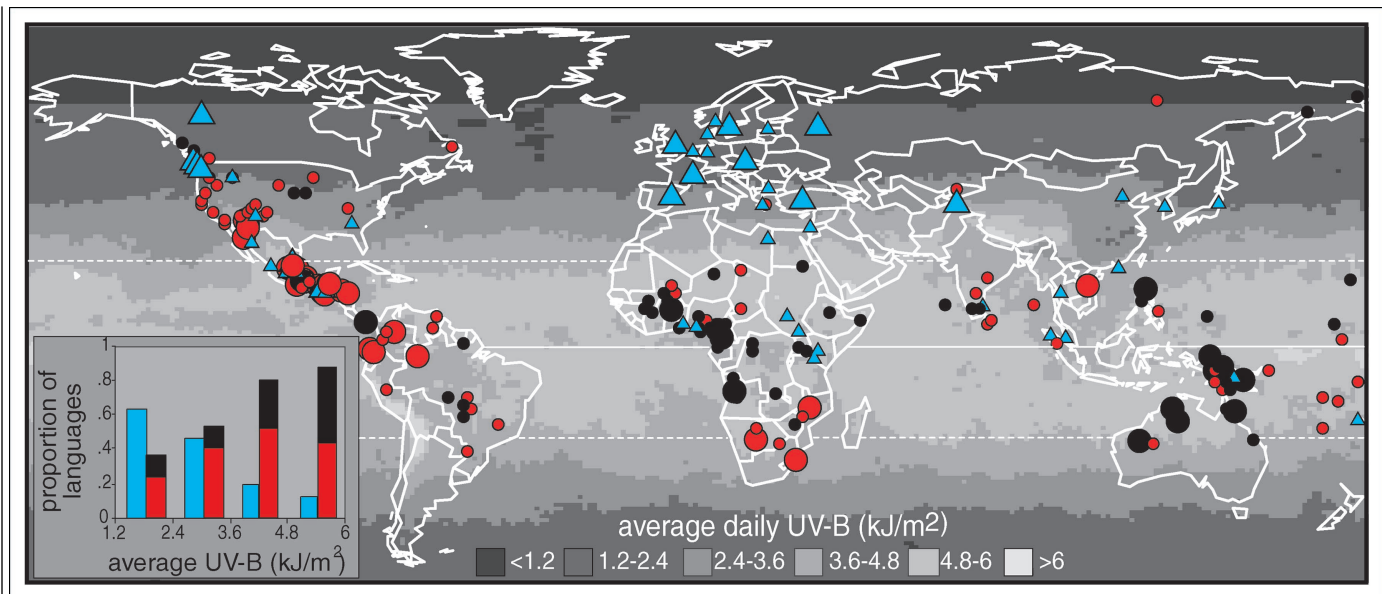 1
.8
.6
.4
.2
0
proportion of
languages
1.2 2.4 3.6 4.8 6
average UV-B (kJ/m²)
average daily UV-B (kJ/m2)
<1.2 1.2-2.4 2.4-3.6 3.6-4.8 4.8-6 >6